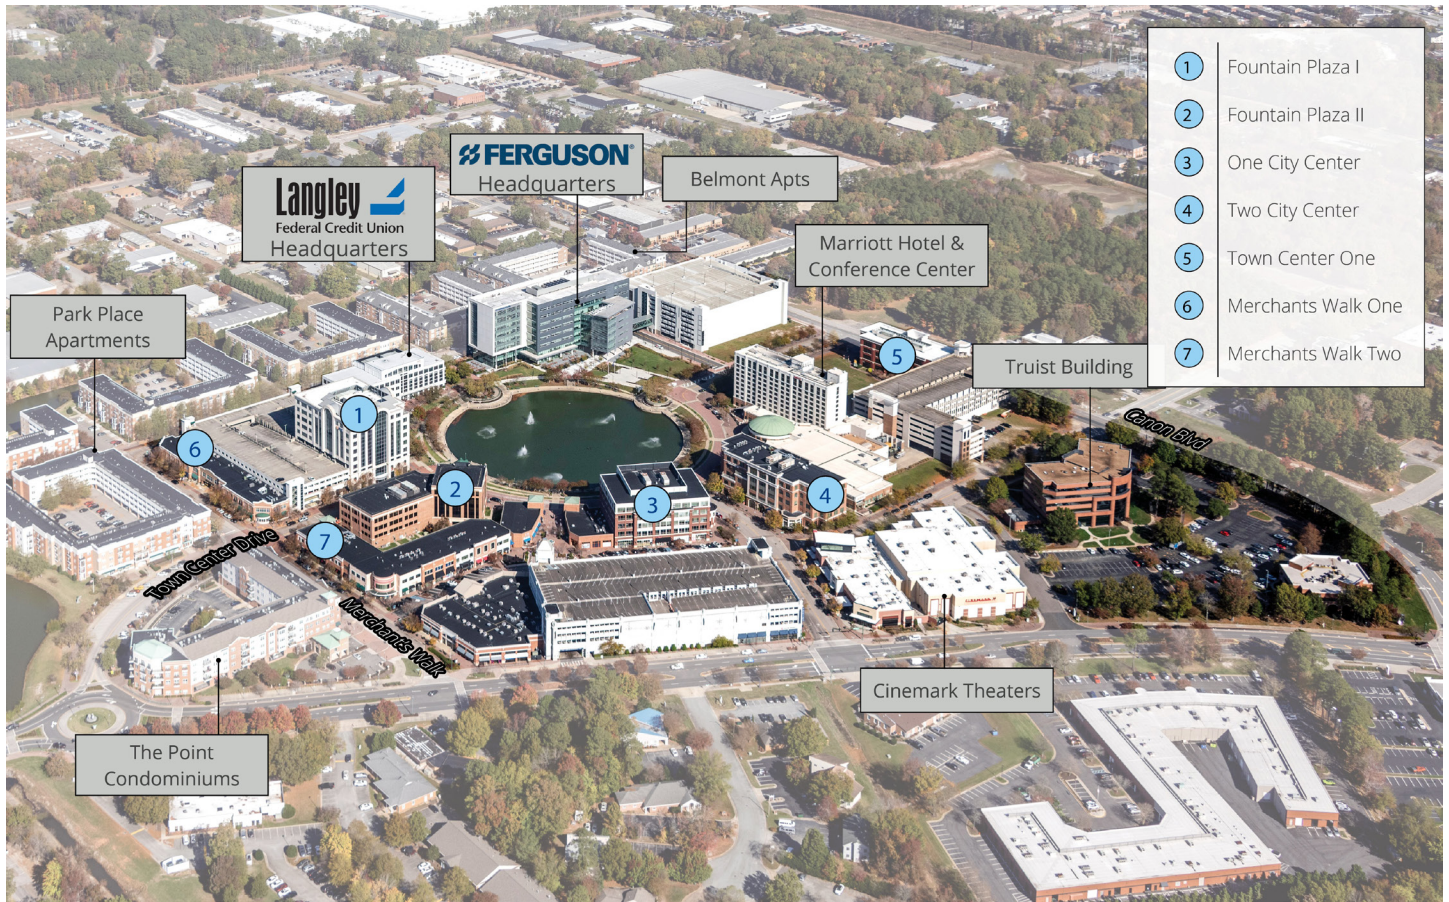 1 Fountain Plaza I
2 Fountain Plaza II
3 One City Center
4 Two City Center
5 Town Center One
6 Merchants Walk One
7 Merchants Walk Two
FERGUSON®
Headquarters
Belmont Apts
Langley
Federal Credit Union
Headquarters
Marriott Hotel &
Conference Center
Park Place
Apartments
Truist Building
5
1
Canon Blvd
6
2
4
3
7
Town Center Drive
Merchants Walk
CINEMARK
Cinemark Theaters
The Point
Condominiums